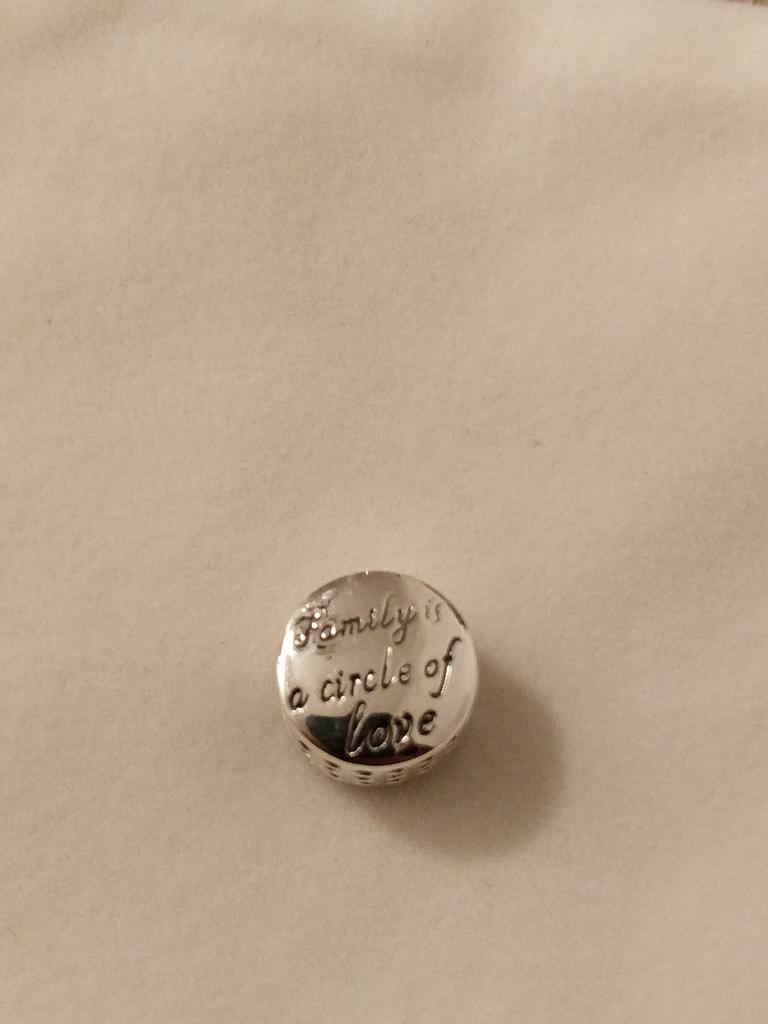 Family is
a circle of
love